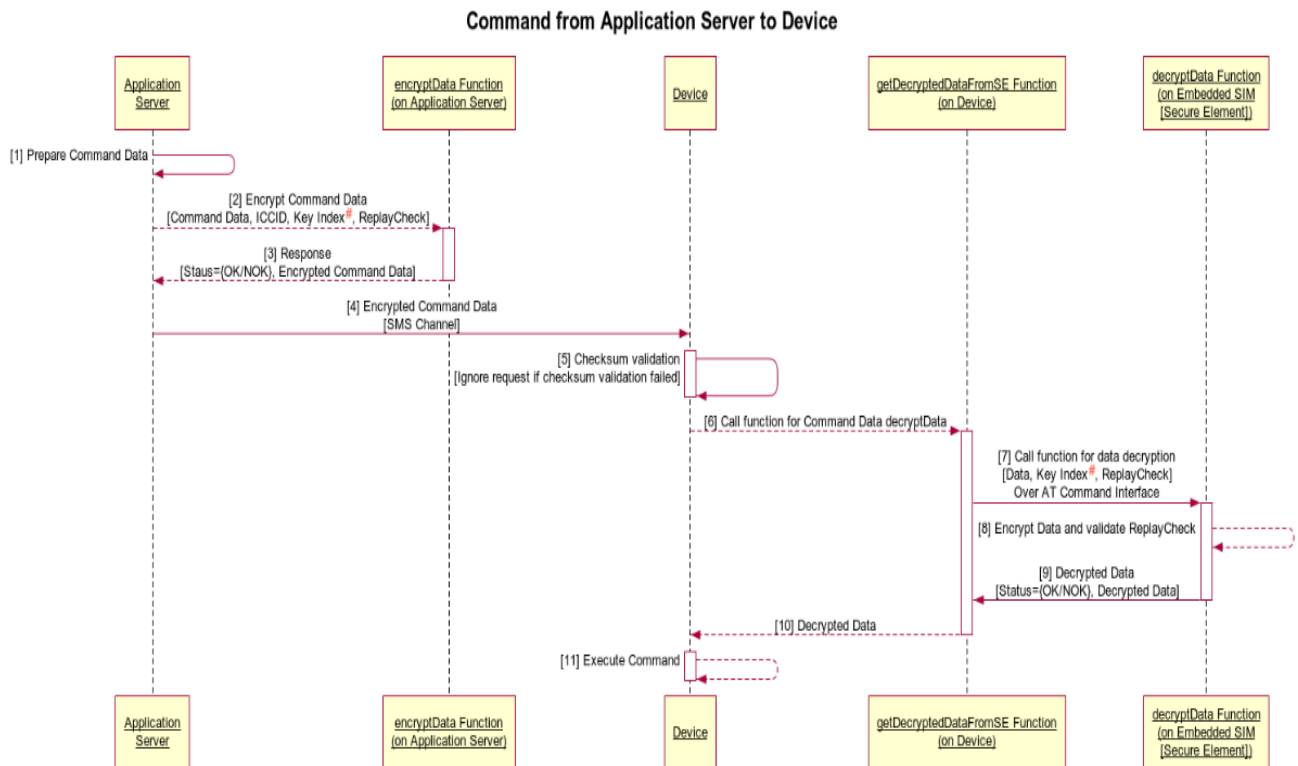 Command from Application Server to Device
Application
Server
encryptData Function
(on Application Server)
Device
getDecryptedDataFromSE Function
(on Device)
decryptData Function
(on Embedded SIM
[Secure Element])
[1] Prepare Command Data
[2] Encrypt Command Data
[Command Data, ICCID, Key Index#, ReplayCheck]
[3] Response
[Staus={OK/NOK}, Encrypted Command Data]
[4] Encrypted Command Data
[SMS Channel]
[5] Checksum validation
[Ignore request if checksum validation failed]
[6] Call function for Command Data decryptData
[7] Call function for data decryption
[Data, Key Index#, ReplayCheck]
Over AT Command Interface
[8] Encrypt Data and validate ReplayCheck
[9] Decrypted Data
[Status={OK/NOK}, Decrypted Data]
[10] Decrypted Data
[11] Execute Command
Application
Server
encryptData Function
(on Application Server)
Device
getDecryptedDataFromSE Function
(on Device)
decryptData Function
(on Embedded SIM
[Secure Element])